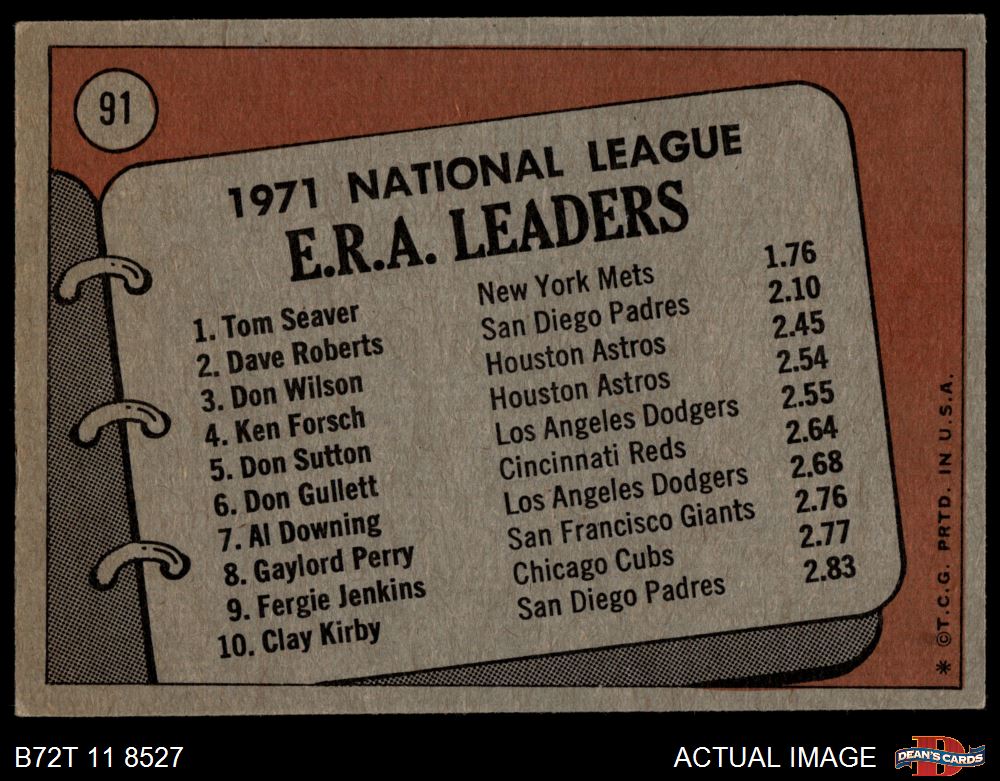 91
1971 NATIONAL LEAGUE
E.R.A. LEADERS
1. Tom Seaver New York Mets 1.76
2. Dave Roberts San Diego Padres 2.10
3. Don Wilson Houston Astros 2.45
4. Ken Forsch Houston Astros 2.54
5. Don Sutton Los Angeles Dodgers 2.55
6. Don Gullett Cincinnati Reds 2.64
7. Al Downing Los Angeles Dodgers 2.68
8. Gaylord Perry San Francisco Giants 2.76
9. Fergie Jenkins Chicago Cubs 2.77
10. Clay Kirby San Diego Padres 2.83
* ©T.C.G. PRTD. IN U.S.A.
B72T 11 8527 ACTUAL IMAGE
D
DEAN'S CARDS